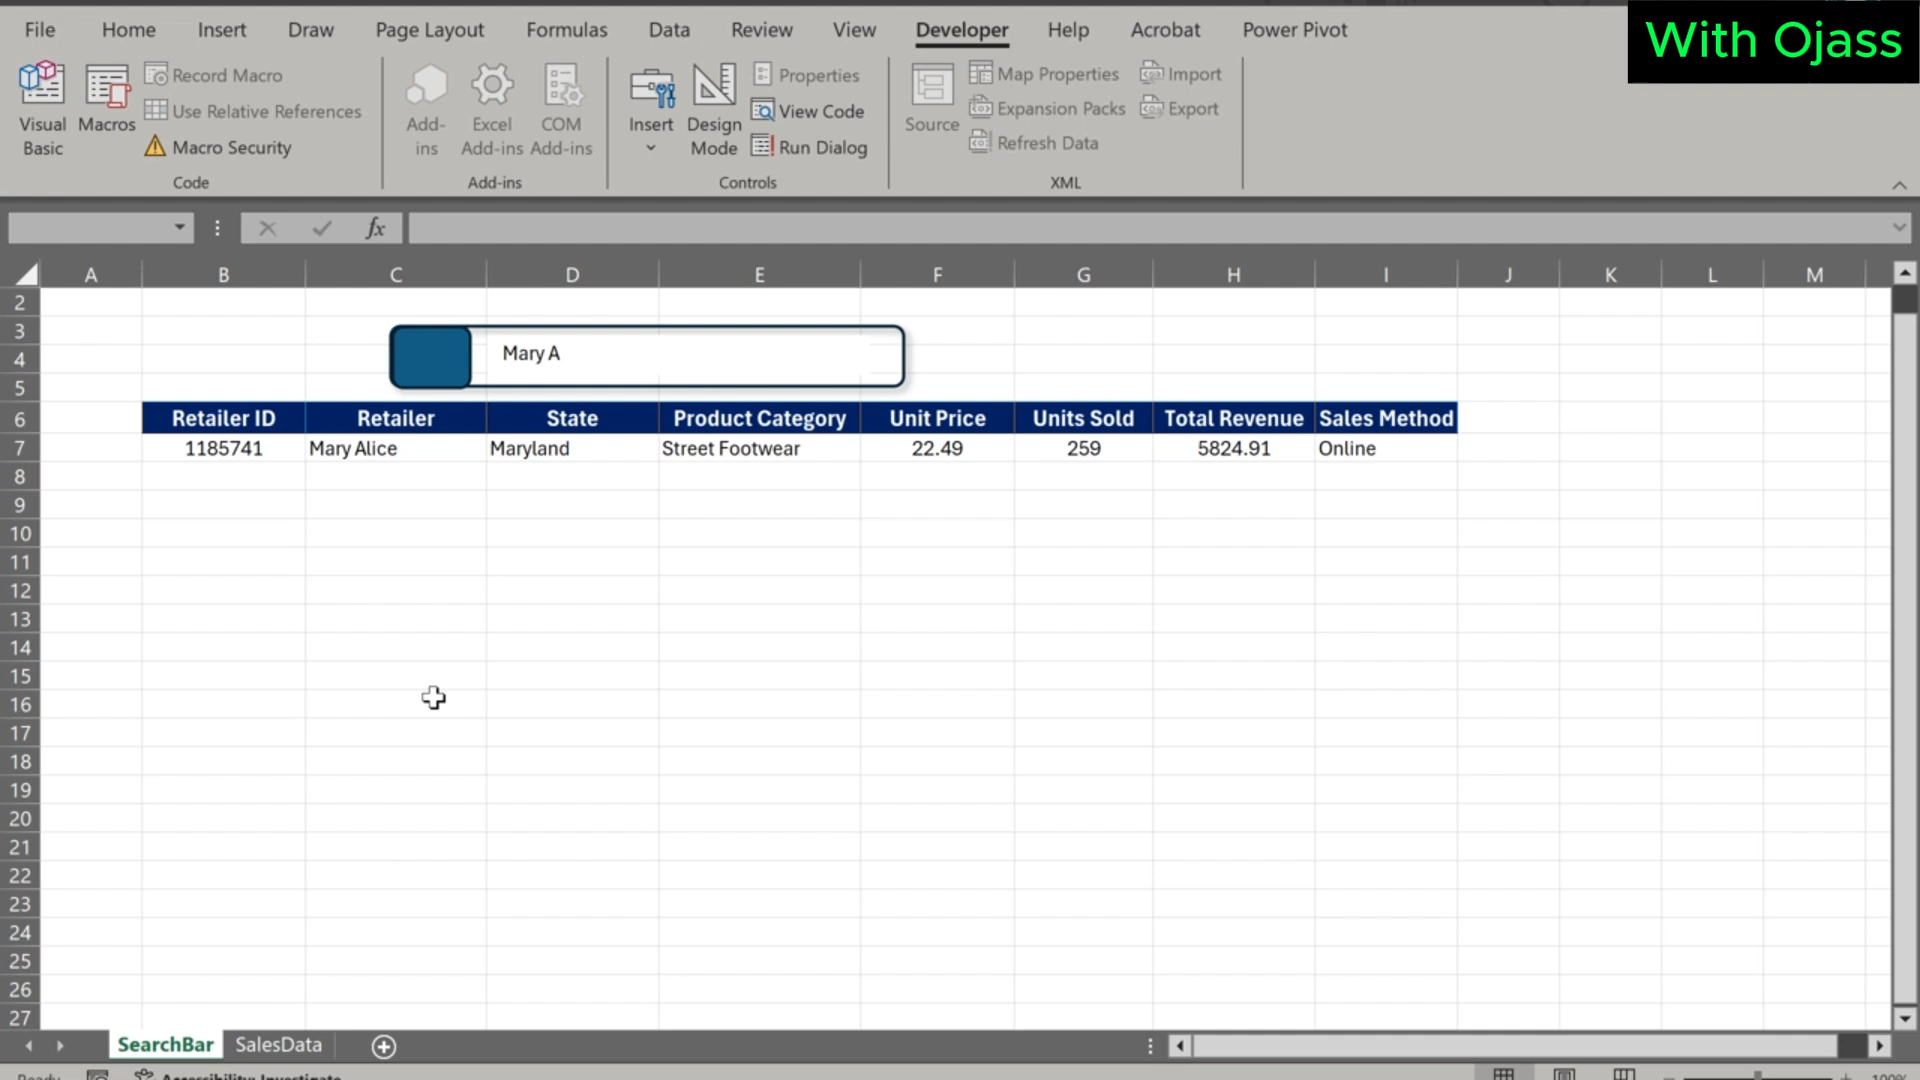 File Home Insert Draw Page Layout Formulas Data Review View Developer Help Acrobat Power Pivot
With Ojass
Visual Basic
Macros
Record Macro
Use Relative References
Macro Security
Code
Add-ins
Excel Add-ins
COM Add-ins
Add-ins
Insert
Design Mode
Properties
View Code
Run Dialog
Controls
Source
Map Properties
Expansion Packs
Refresh Data
Import
Export
XML
fx
A B C D E F G H I J K L M
2
3
4 Mary A
5
6 Retailer ID Retailer State Product Category Unit Price Units Sold Total Revenue Sales Method
7 1185741 Mary Alice Maryland Street Footwear 22.49 259 5824.91 Online
8
9
10
11
12
13
14
15
16
17
18
19
20
21
22
23
24
25
26
27
SearchBar SalesData
Ready Accessibility: Investigate 100%